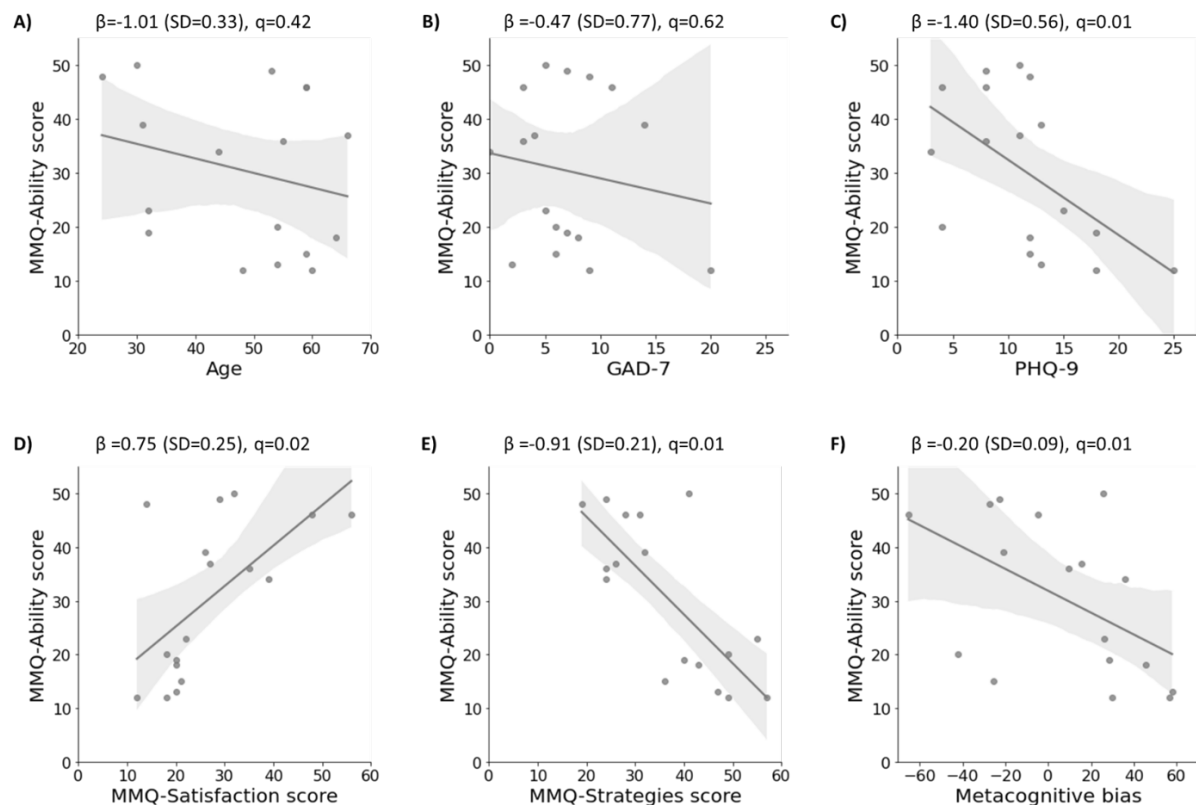 A) β=-1.01 (SD=0.33), q=0.42
MMQ-Ability score
50
40
30
20
10
0
20 30 40 50 60 70
Age
B) β=-0.47 (SD=0.77), q=0.62
MMQ-Ability score
50
40
30
20
10
0
0 5 10 15 20 25
GAD-7
C) β=-1.40 (SD=0.56), q=0.01
MMQ-Ability score
50
40
30
20
10
0
0 5 10 15 20 25
PHQ-9
D) β =0.75 (SD=0.25), q=0.02
MMQ-Ability score
50
40
30
20
10
0
0 10 20 30 40 50 60
MMQ-Satisfaction score
E) β =-0.91 (SD=0.21), q=0.01
MMQ-Ability score
50
40
30
20
10
0
10 20 30 40 50 60
MMQ-Strategies score
F) β=-0.20 (SD=0.09), q=0.01
MMQ-Ability score
50
40
30
20
10
0
−60 −40 −20 0 20 40 60
Metacognitive bias